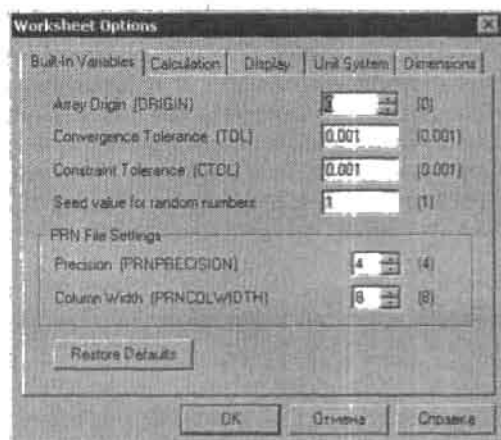 Worksheet Options
Built-In Variables Calculation Display Unit System Dimensions
Array Origin (ORIGIN) (0)
Convergence Tolerance (TOL) 0.001 (0.001)
Constraint Tolerance (CTOL) 0.001 (0.001)
Seed value for random numbers 1 (1)
PRN File Settings
Precision (PRNPRECISION) 4 (4)
Column Width (PRNCOLWIDTH) 8 (8)
Restore Defaults
OK Отмена Справка